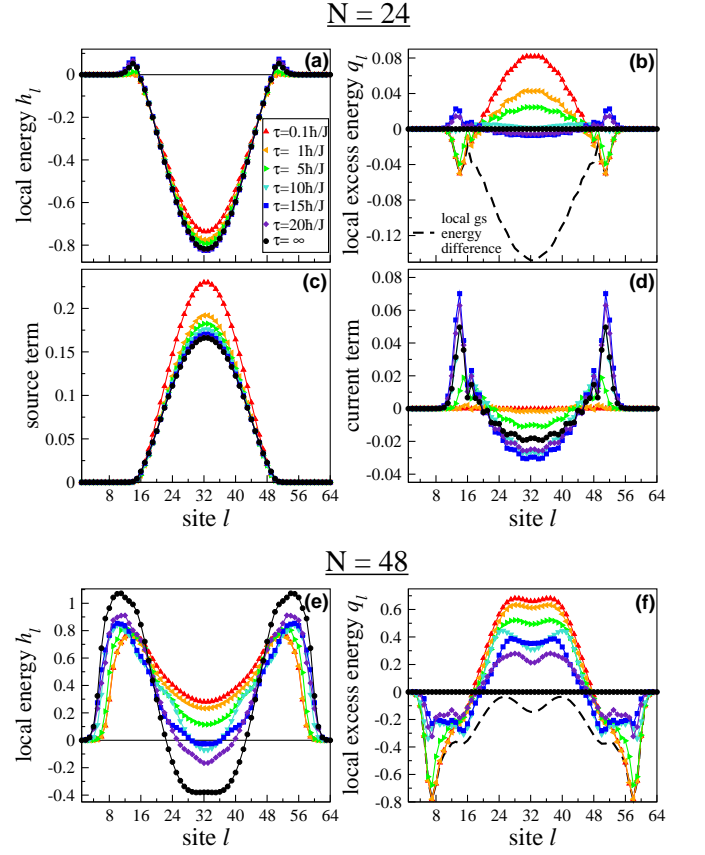 N = 24
(a)
local energy h_l
0
-0.2
-0.4
-0.6
-0.8
τ=0.1ħ/J
τ= 1ħ/J
τ= 5ħ/J
τ=10ħ/J
τ=15ħ/J
τ=20ħ/J
τ= ∞
(b)
local excess energy q_l
0.08
0.04
0
-0.04
-0.08
-0.12
local gs
energy
difference
(c)
source term
0.2
0.15
0.1
0.05
0
8 16 24 32 40 48 56 64
site l
(d)
current term
0.08
0.06
0.04
0.02
0
-0.02
-0.04
8 16 24 32 40 48 56 64
site l
N = 48
(e)
local energy h_l
1
0.8
0.6
0.4
0.2
0
-0.2
-0.4
8 16 24 32 40 48 56 64
site l
(f)
local excess energy q_l
0.6
0.4
0.2
0
-0.2
-0.4
-0.6
-0.8
8 16 24 32 40 48 56 64
site l